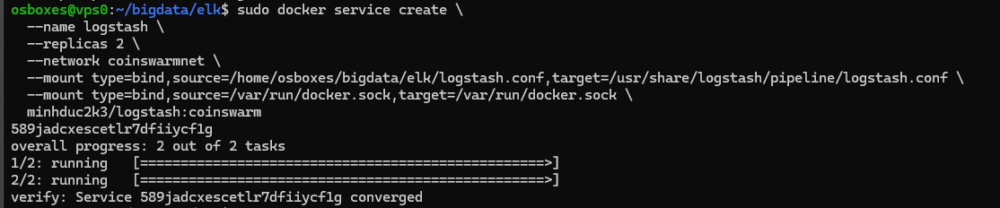 osboxes@vps0:~/bigdata/elk$ sudo docker service create \
  --name logstash \
  --replicas 2 \
  --network coinswarmnet \
  --mount type=bind,source=/home/osboxes/bigdata/elk/logstash.conf,target=/usr/share/logstash/pipeline/logstash.conf \
  --mount type=bind,source=/var/run/docker.sock,target=/var/run/docker.sock \
  minhduc2k3/logstash:coinswarm
589jadcxescetlr7dfiiycf1g
overall progress: 2 out of 2 tasks
1/2: running   [==================================================>]
2/2: running   [==================================================>]
verify: Service 589jadcxescetlr7dfiiycf1g converged